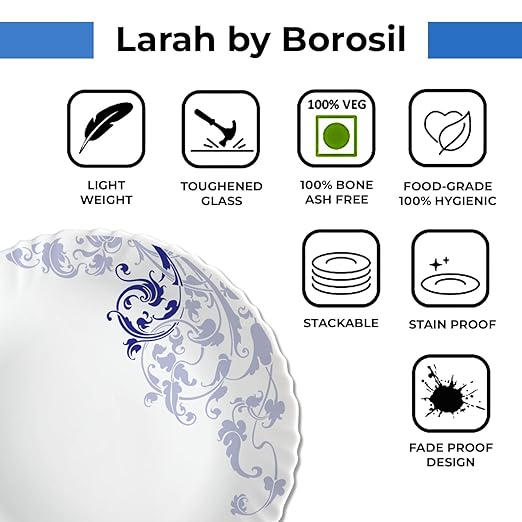 Larah by Borosil
LIGHT
WEIGHT
TOUGHENED
GLASS
100% VEG
100% BONE
ASH FREE
FOOD-GRADE
100% HYGIENIC
STACKABLE
STAIN PROOF
FADE PROOF
DESIGN